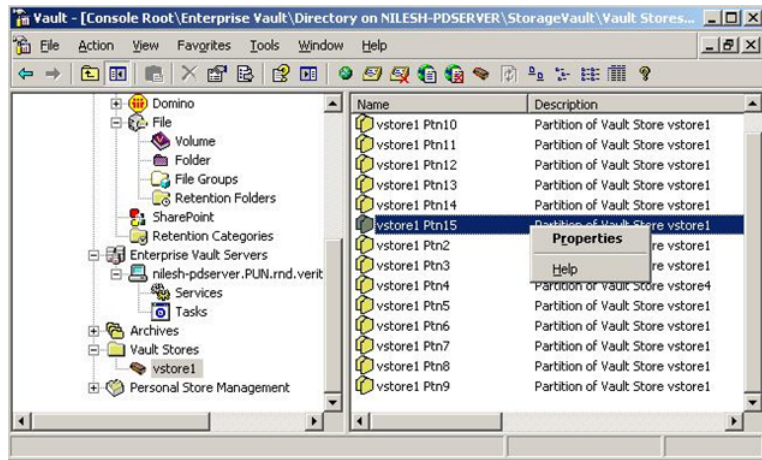 Vault - [Console Root\Enterprise Vault\Directory on NILESH-PDSERVER\StorageVault\Vault Stores...
File Action View Favorites Tools Window Help
Domino
File
Volume
Folder
File Groups
Retention Folders
SharePoint
Retention Categories
Enterprise Vault Servers
nilesh-pdserver.PUN.rnd.verit
Services
Tasks
Archives
Vault Stores
vstore1
Personal Store Management
Name Description
vstore1 Ptn10 Partition of Vault Store vstore1
vstore1 Ptn11 Partition of Vault Store vstore1
vstore1 Ptn12 Partition of Vault Store vstore1
vstore1 Ptn13 Partition of Vault Store vstore1
vstore1 Ptn14 Partition of Vault Store vstore1
vstore1 Ptn15 Partition of Vault Store vstore1
vstore1 Ptn2 re vstore1
vstore1 Ptn3 re vstore1
vstore1 Ptn4 Partition of Vault Store vstore4
vstore1 Ptn5 Partition of Vault Store vstore1
vstore1 Ptn6 Partition of Vault Store vstore1
vstore1 Ptn7 Partition of Vault Store vstore1
vstore1 Ptn8 Partition of Vault Store vstore1
vstore1 Ptn9 Partition of Vault Store vstore1
Properties
Help